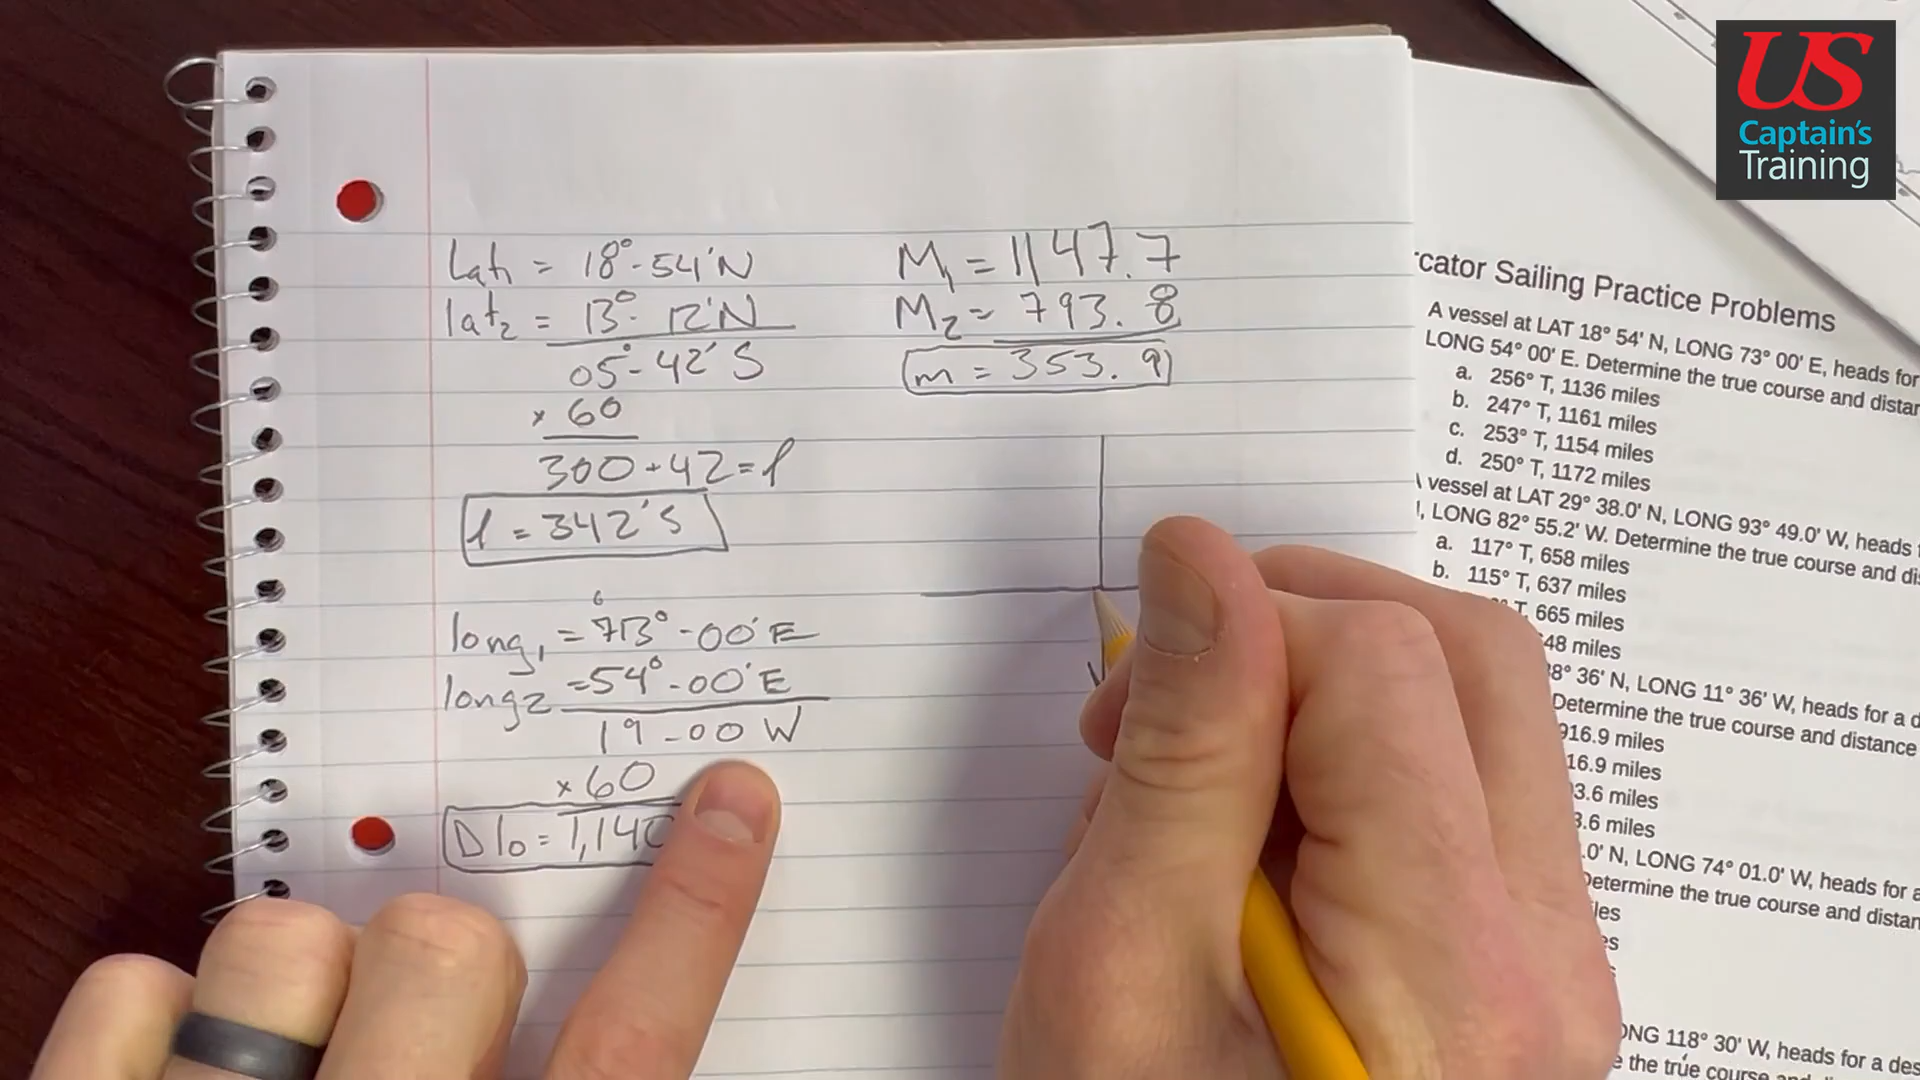 US
Captain's
Training
Lat1 = 18° - 54' N
lat2 = 13° - 12' N
05° - 42' S
x 60
300 + 42 = l
l = 342' S
6
long1 = 713° - 00' E
long2 = 54° - 00' E
19 - 00 W
x 60
Dlo = 1,140
M1 = 1147.7
M2 = 793.8
m = 353.9
cator Sailing Practice Problems
A vessel at LAT 18° 54' N, LONG 73° 00' E, heads for
LONG 54° 00' E. Determine the true course and distan
a. 256° T, 1136 miles
b. 247° T, 1161 miles
c. 253° T, 1154 miles
d. 250° T, 1172 miles
vessel at LAT 29° 38.0' N, LONG 93° 49.0' W, heads
, LONG 82° 55.2' W. Determine the true course and dis
a. 117° T, 658 miles
b. 115° T, 637 miles
T, 665 miles
48 miles
8° 36' N, LONG 11° 36' W, heads for a d
Determine the true course and distance
916.9 miles
16.9 miles
3.6 miles
3.6 miles
.0' N, LONG 74° 01.0' W, heads for a
Determine the true course and distan
les
es
ONG 118° 30' W, heads for a des
e the true course and